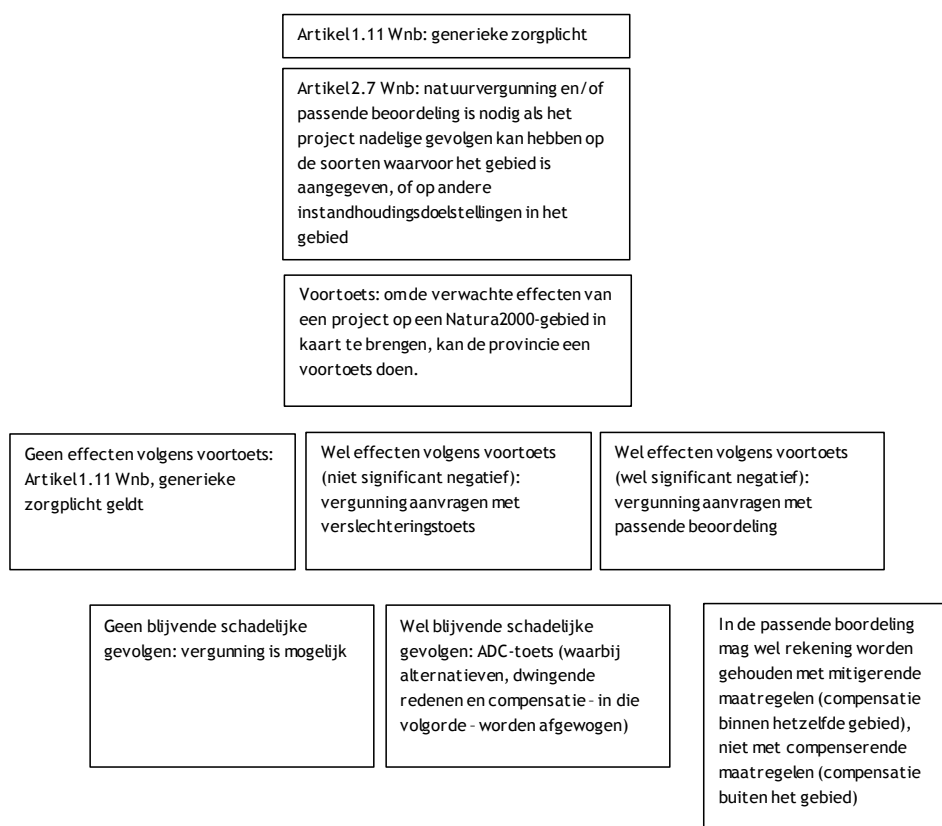 Artikel 1.11 Wnb: generieke zorgplicht
Artikel 2.7 Wnb: natuurvergunning en/of
passende beoordeling is nodig als het
project nadelige gevolgen kan hebben op
de soorten waarvoor het gebied is
aangegeven, of op andere
instandhoudingsdoelstellingen in het
gebied
Voortoets: om de verwachte effecten van
een project op een Natura2000-gebied in
kaart te brengen, kan de provincie een
voortoets doen.
Geen effecten volgens voortoets:
Artikel 1.11 Wnb, generieke
zorgplicht geldt
Wel effecten volgens voortoets
(niet significant negatief):
vergunning aanvragen met
verslechteringstoets
Wel effecten volgens voortoets
(wel significant negatief):
vergunning aanvragen met
passende beoordeling
Geen blijvende schadelijke
gevolgen: vergunning is mogelijk
Wel blijvende schadelijke
gevolgen: ADC-toets (waarbij
alternatieven, dwingende
redenen en compensatie – in die
volgorde – worden afgewogen)
In de passende boordeling
mag wel rekening worden
gehouden met mitigerende
maatregelen (compensatie
binnen hetzelfde gebied),
niet met compenserende
maatregelen (compensatie
buiten het gebied)